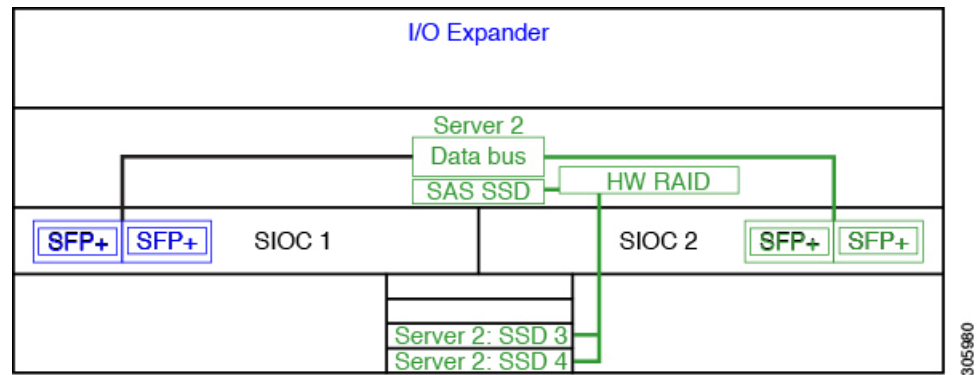 I/O Expander
Server 2
Data bus
SAS SSD
HW RAID
SFP+ SFP+ SIOC 1 SIOC 2 SFP+ SFP+
Server 2: SSD 3
Server 2: SSD 4
305980